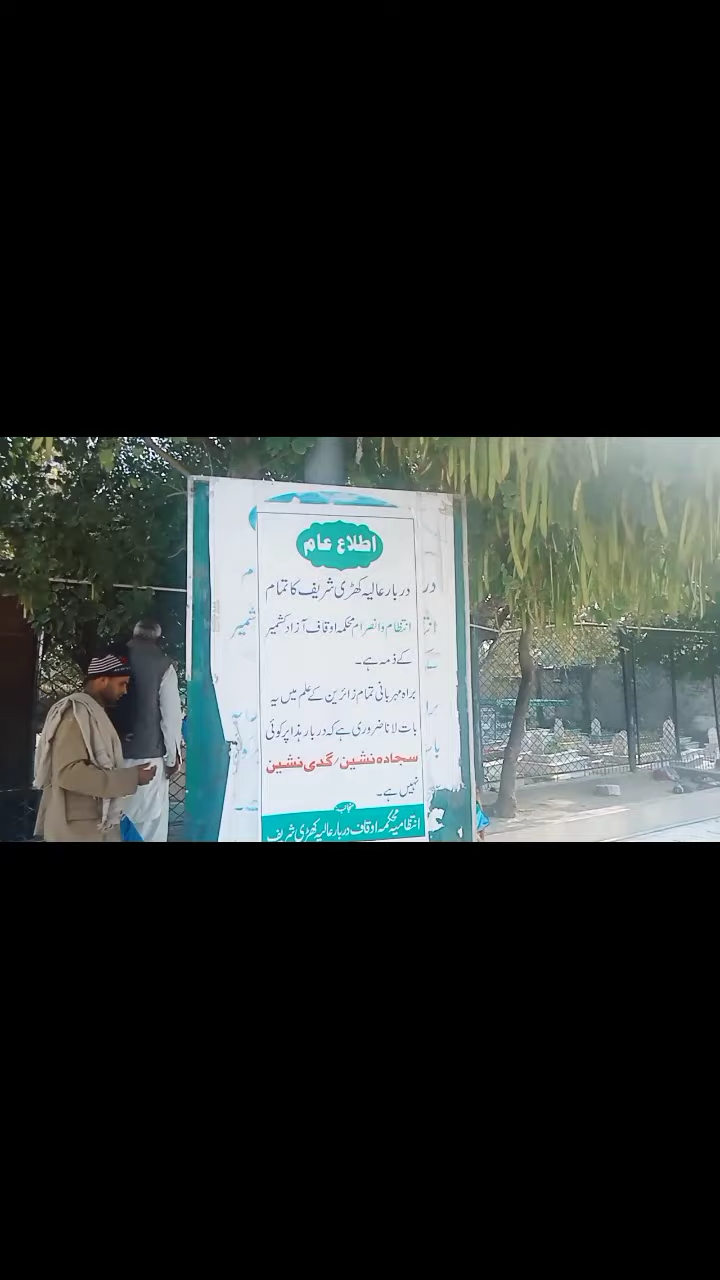 اطلاع عام
دربار عالیہ کھڑی شریف کا تمام
انتظام و انصرام محکمہ اوقاف آزاد کشمیر
کے ذمہ ہے۔
براہ مہربانی تمام زائرین کے علم میں یہ
بات لانا ضروری ہے کہ دربار ہذا پر کوئی
سجادہ نشین / گدی نشین
نہیں ہے۔
منجانب
انتظامیہ محکمہ اوقاف دربار عالیہ کھڑی شریف